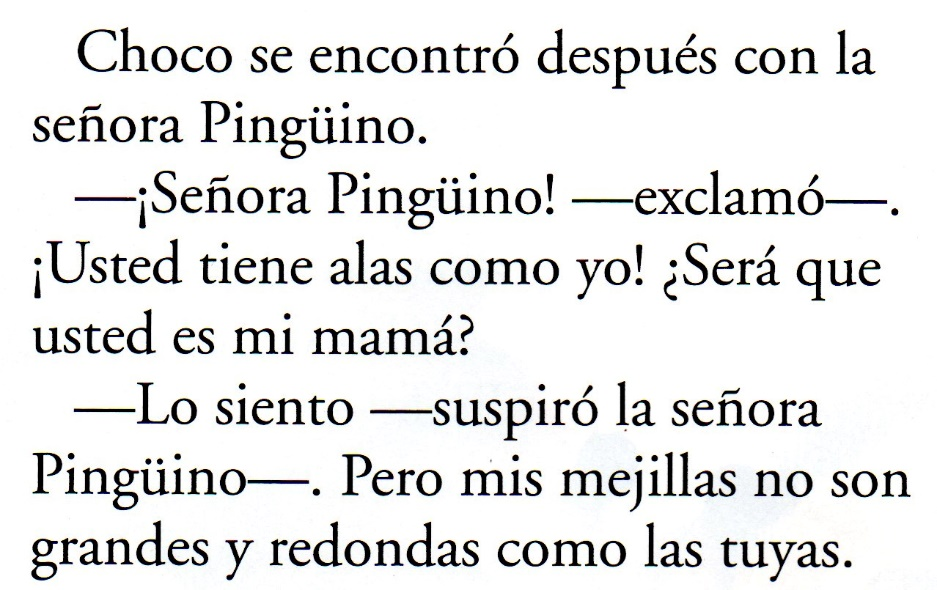 Choco se encontró después con la
señora Pingüino.
—¡Señora Pingüino! —exclamó—.
¡Usted tiene alas como yo! ¿Será que
usted es mi mamá?
—Lo siento —suspiró la señora
Pingüino—. Pero mis mejillas no son
grandes y redondas como las tuyas.